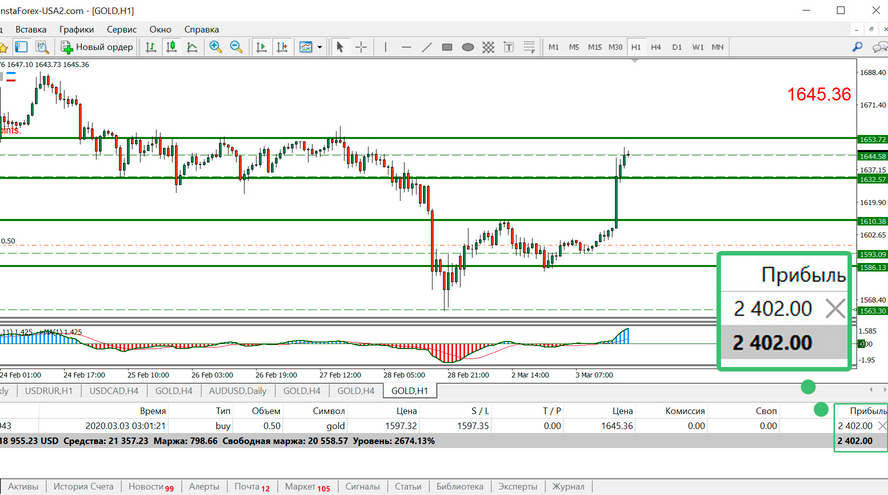 nstaForex-USA2.com - [GOLD,H1]
Вставка Графики Сервис Окно Справка
Новый ордер M1 M5 M15 M30 H1 H4 D1 W1 MN
76 1647.10 1643.73 1645.36
1645.36
1688.40
1671.40
1653.72
1644.58
1637.15
1632.57
1619.90
1610.38
1602.65
0.50
1593.09
1586.13
1568.40
1563.30
Прибыль
2 402.00
2 402.00
11) 1.425 MA(1) 1.425
1.585
-1.95
24 Feb 01:00 24 Feb 17:00 25 Feb 10:00 26 Feb 03:00 26 Feb 19:00 27 Feb 12:00 28 Feb 05:00 28 Feb 21:00 2 Mar 14:00 3 Mar 07:00
USDRUR,H1 USDCAD,H4 GOLD,H4 AUDUSD,Daily GOLD,H4 GOLD,H4 GOLD,H1
Время Тип Объем Символ Цена S / L T / P Цена Комиссия Своп Прибыль
943 2020.03.03 03:01:21 buy 0.50 gold 1597.32 1597.35 0.00 1645.36 0.00 0.00 2 402.00
18 955.23 USD Средства: 21 357.23 Маржа: 798.66 Свободная маржа: 20 558.57 Уровень: 2674.13% 2 402.00
Активы История Счета Новости 99 Алерты Почта 12 Маркет 105 Сигналы Статьи Библиотека Эксперты Журнал